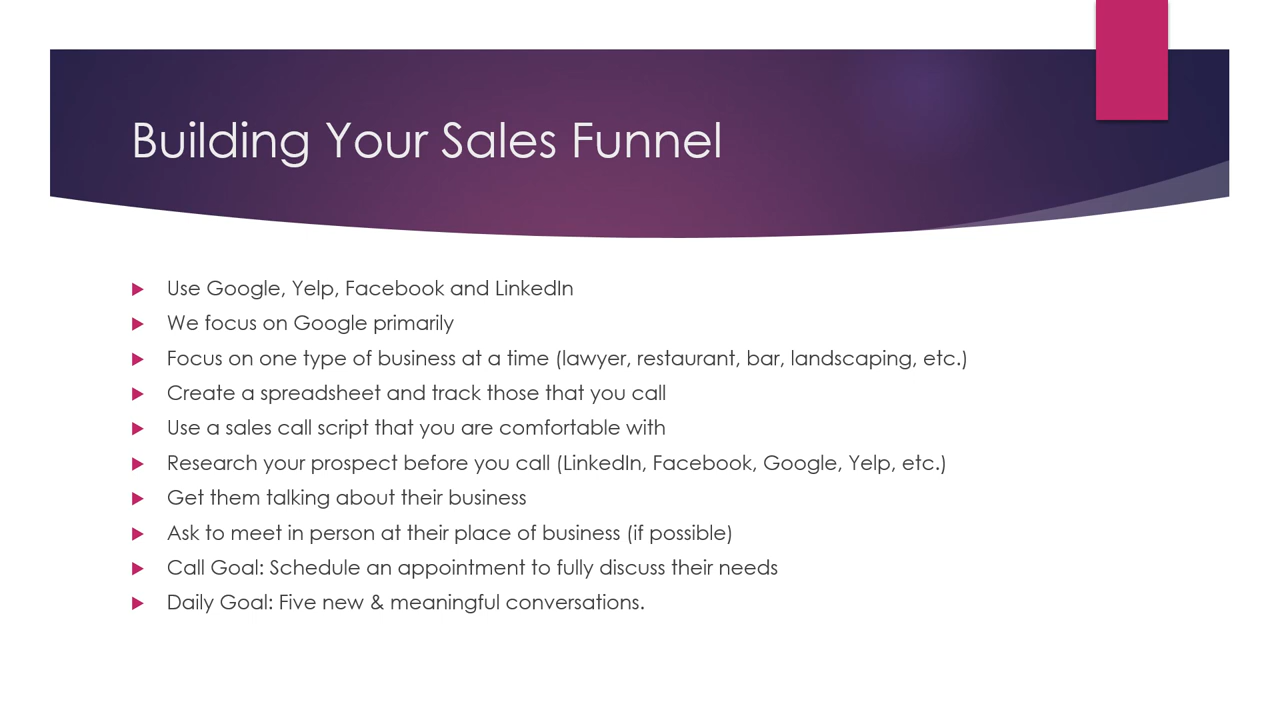 Building Your Sales Funnel
Use Google, Yelp, Facebook and LinkedIn
We focus on Google primarily
Focus on one type of business at a time (lawyer, restaurant, bar, landscaping, etc.)
Create a spreadsheet and track those that you call
Use a sales call script that you are comfortable with
Research your prospect before you call (LinkedIn, Facebook, Google, Yelp, etc.)
Get them talking about their business
Ask to meet in person at their place of business (if possible)
Call Goal: Schedule an appointment to fully discuss their needs
Daily Goal: Five new & meaningful conversations.